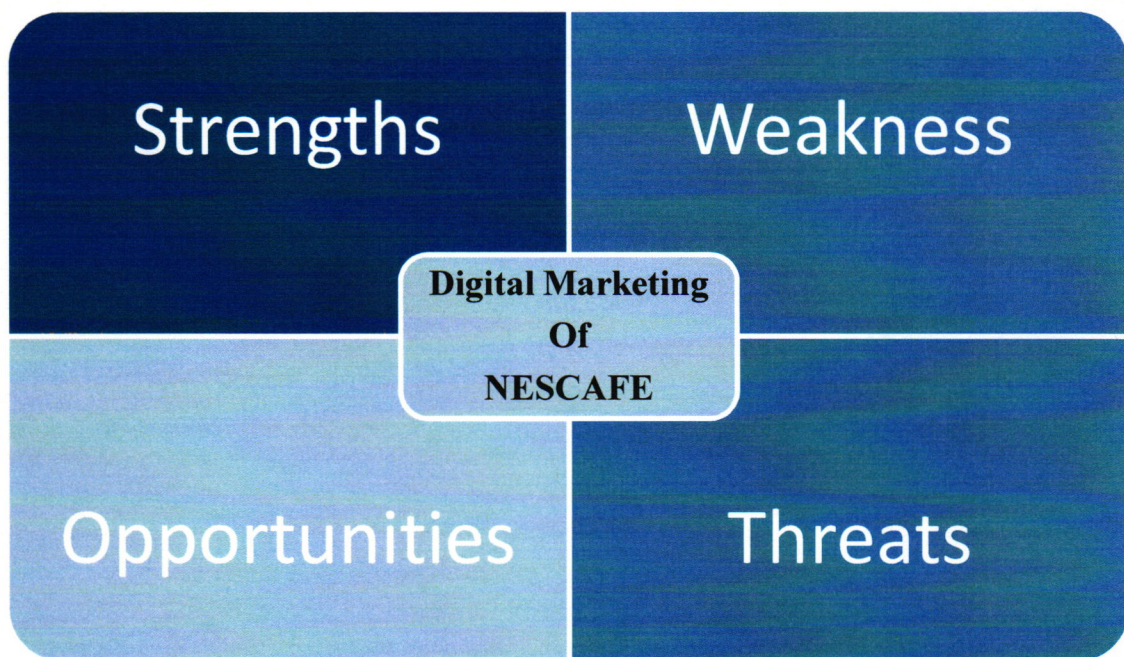 Strengths
Weakness
Digital Marketing
Of
NESCAFE
Opportunities
Threats